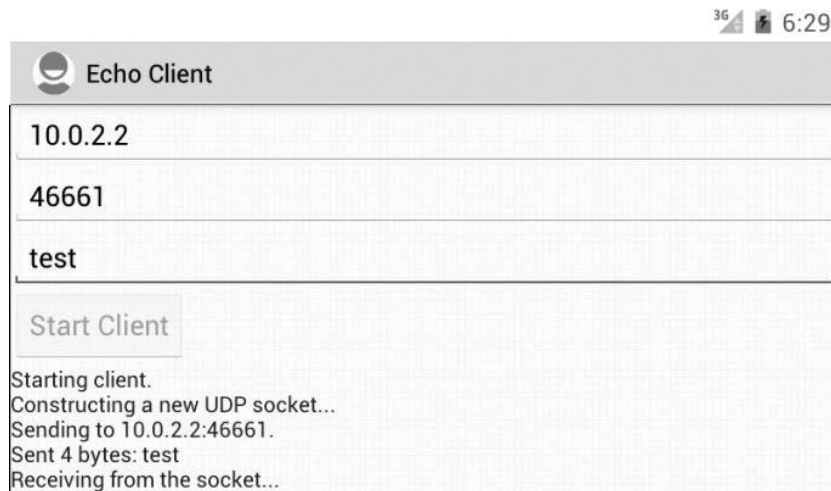 3G 6:29
Echo Client
10.0.2.2
46661
test
Start Client
Starting client.
Constructing a new UDP socket...
Sending to 10.0.2.2:46661.
Sent 4 bytes: test
Receiving from the socket...